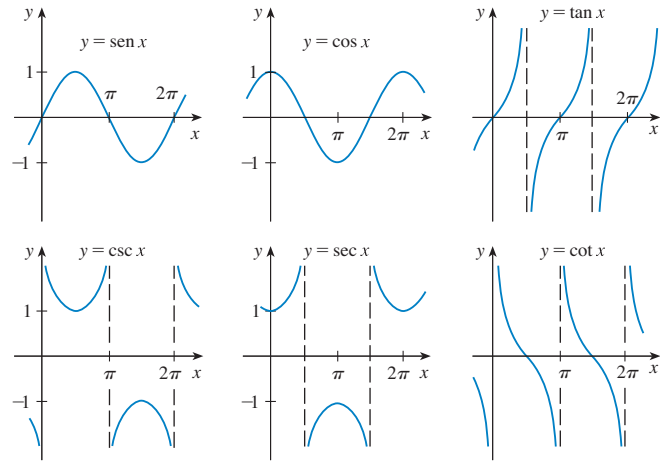 y
y = sen x
1
π
2π
x
−1
y
y = cos x
1
π
2π
x
−1
y
y = tan x
2π
π
x
y
y = csc x
1
π
2π
x
−1
y
y = sec x
1
π
2π
x
−1
y
y = cot x
π
2π
x